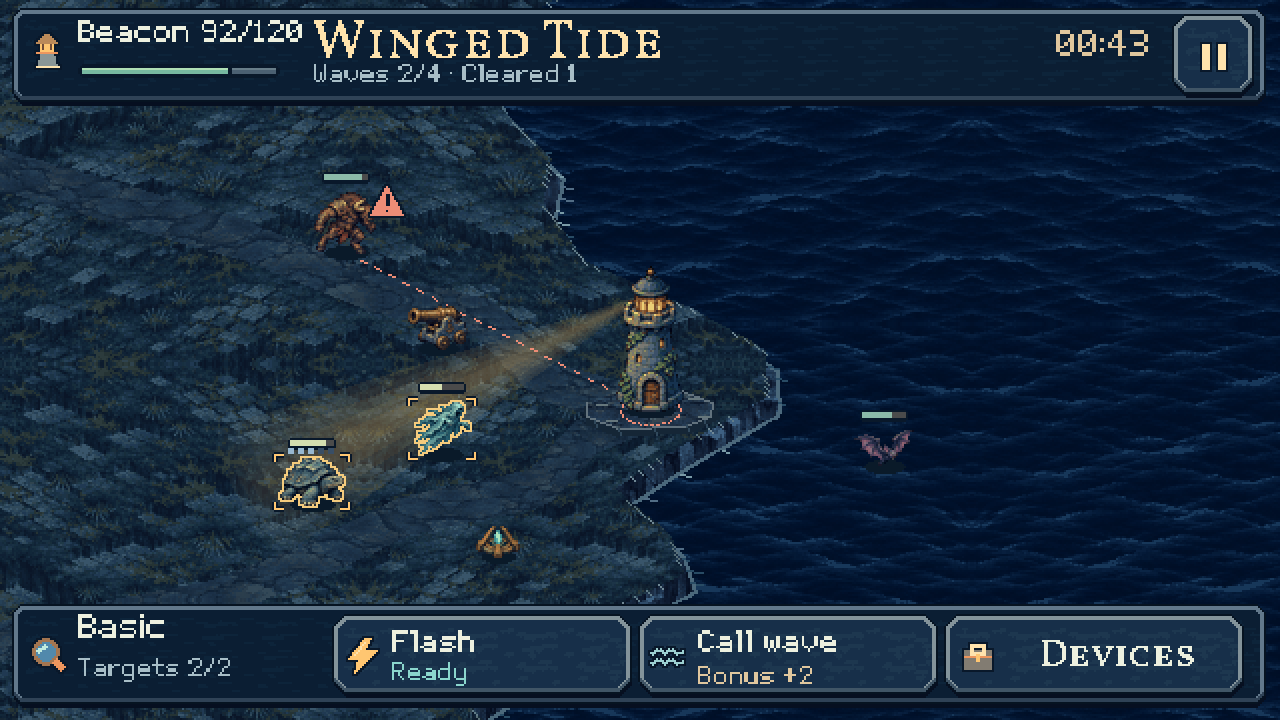 Beacon 92/120
WINGED TIDE
Waves 2/4 · Cleared 1
00:43
Basic
Targets 2/2
Flash
Ready
Call wave
Bonus +2
DEVICES